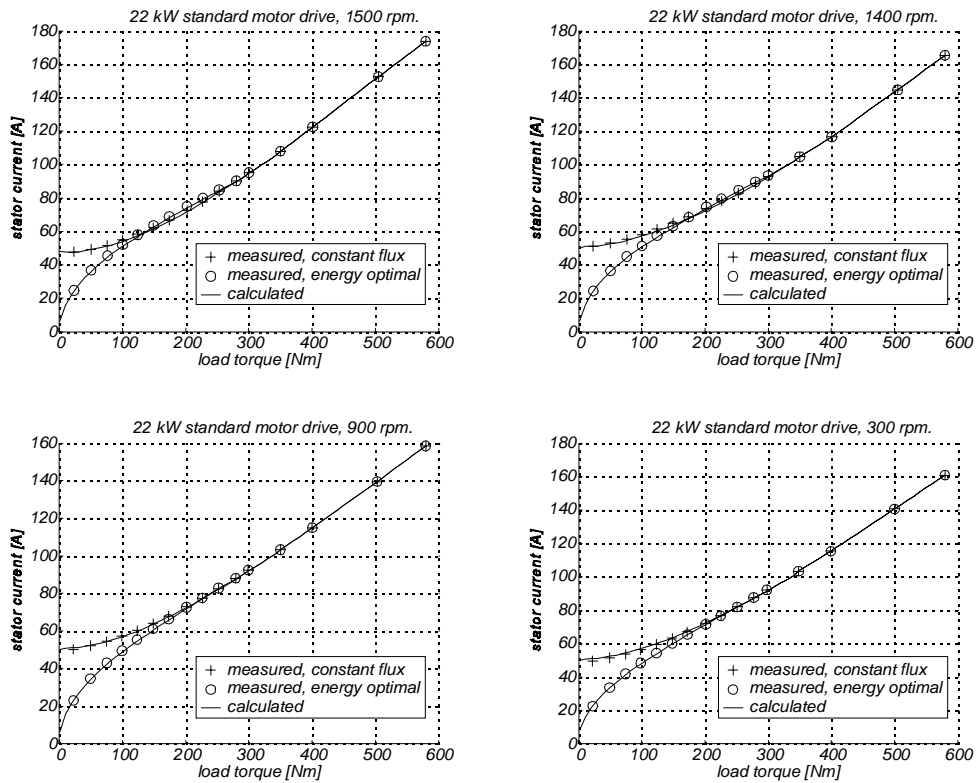 22 kW standard motor drive, 1500 rpm.
180
160
140
120
100
80
60
40
20
0
stator current [A]
+ measured, constant flux
o measured, energy optimal
calculated
0 100 200 300 400 500 600
load torque [Nm]
22 kW standard motor drive, 1400 rpm.
180
160
140
120
100
80
60
40
20
0
stator current [A]
+ measured, constant flux
o measured, energy optimal
calculated
0 100 200 300 400 500 600
load torque [Nm]
22 kW standard motor drive, 900 rpm.
160
140
120
100
80
60
40
20
0
stator current [A]
+ measured, constant flux
o measured, energy optimal
calculated
0 100 200 300 400 500 600
load torque [Nm]
22 kW standard motor drive, 300 rpm.
180
160
140
120
100
80
60
40
20
0
stator current [A]
+ measured, constant flux
o measured, energy optimal
calculated
0 100 200 300 400 500 600
load torque [Nm]